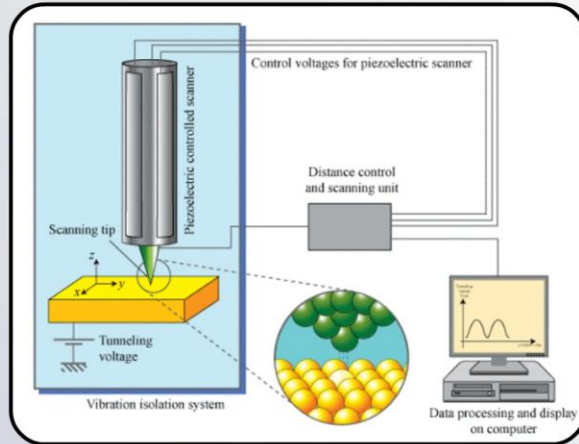 Control voltages for piezoelectric scanner
Piezoelectric controlled scanner
Distance control
and scanning unit
Scanning tip
z
y
x
Tunneling
voltage
Vibration isolation system
Data processing and display
on computer